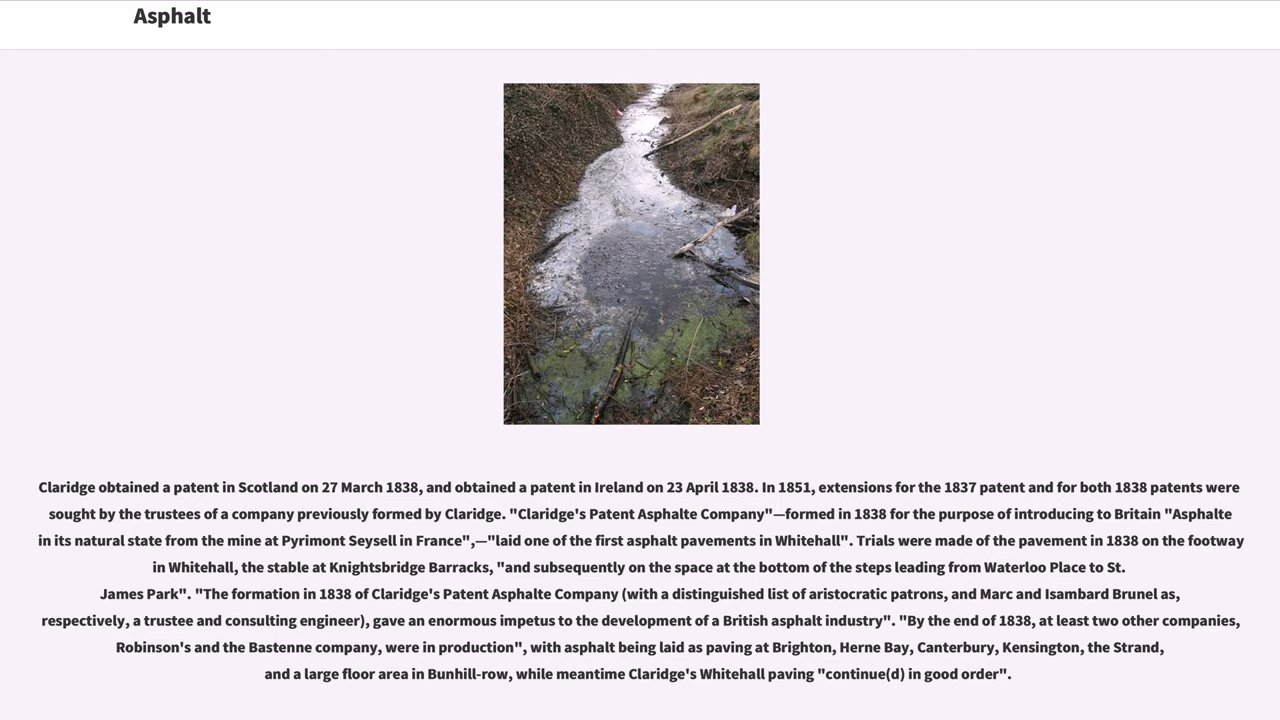 Asphalt
Claridge obtained a patent in Scotland on 27 March 1838, and obtained a patent in Ireland on 23 April 1838. In 1851, extensions for the 1837 patent and for both 1838 patents were
sought by the trustees of a company previously formed by Claridge. "Claridge's Patent Asphalte Company"—formed in 1838 for the purpose of introducing to Britain "Asphalte
in its natural state from the mine at Pyrimont Seysell in France",—"laid one of the first asphalt pavements in Whitehall". Trials were made of the pavement in 1838 on the footway
in Whitehall, the stable at Knightsbridge Barracks, "and subsequently on the space at the bottom of the steps leading from Waterloo Place to St.
James Park". "The formation in 1838 of Claridge's Patent Asphalte Company (with a distinguished list of aristocratic patrons, and Marc and Isambard Brunel as,
respectively, a trustee and consulting engineer), gave an enormous impetus to the development of a British asphalt industry". "By the end of 1838, at least two other companies,
Robinson's and the Bastenne company, were in production", with asphalt being laid as paving at Brighton, Herne Bay, Canterbury, Kensington, the Strand,
and a large floor area in Bunhill-row, while meantime Claridge's Whitehall paving "continue(d) in good order".